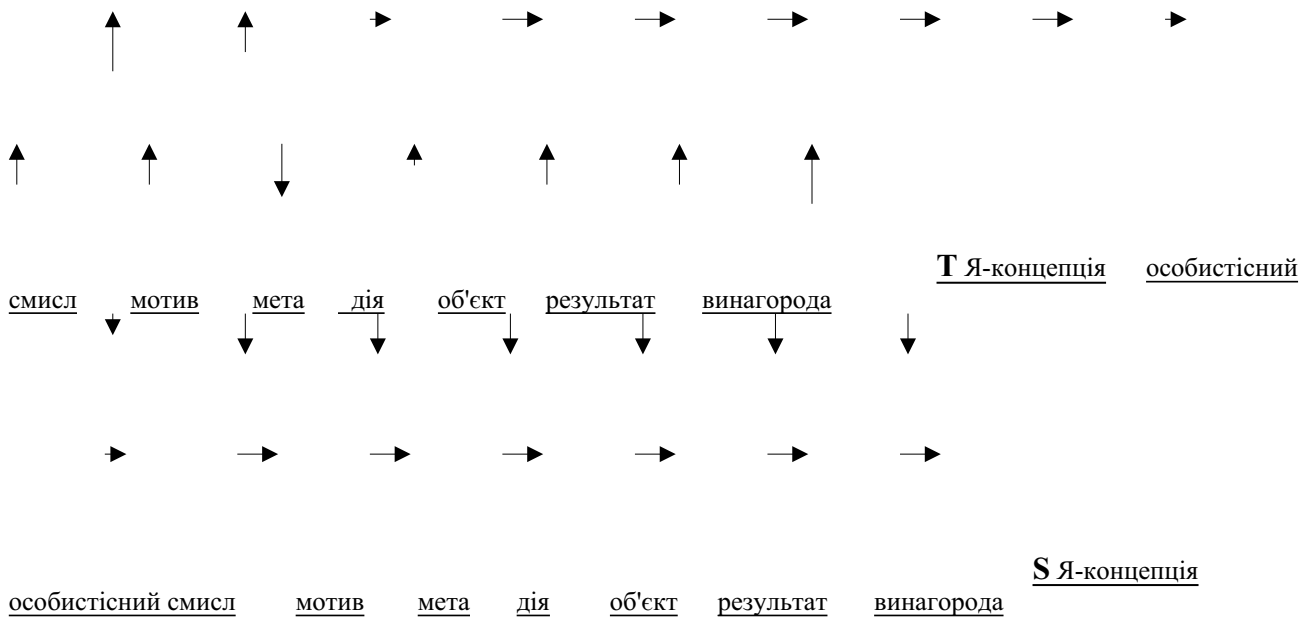 Т Я-концепція особистісний
смисл мотив мета дія об'єкт результат винагорода
S Я-концепція
особистісний смисл мотив мета дія об'єкт результат винагорода